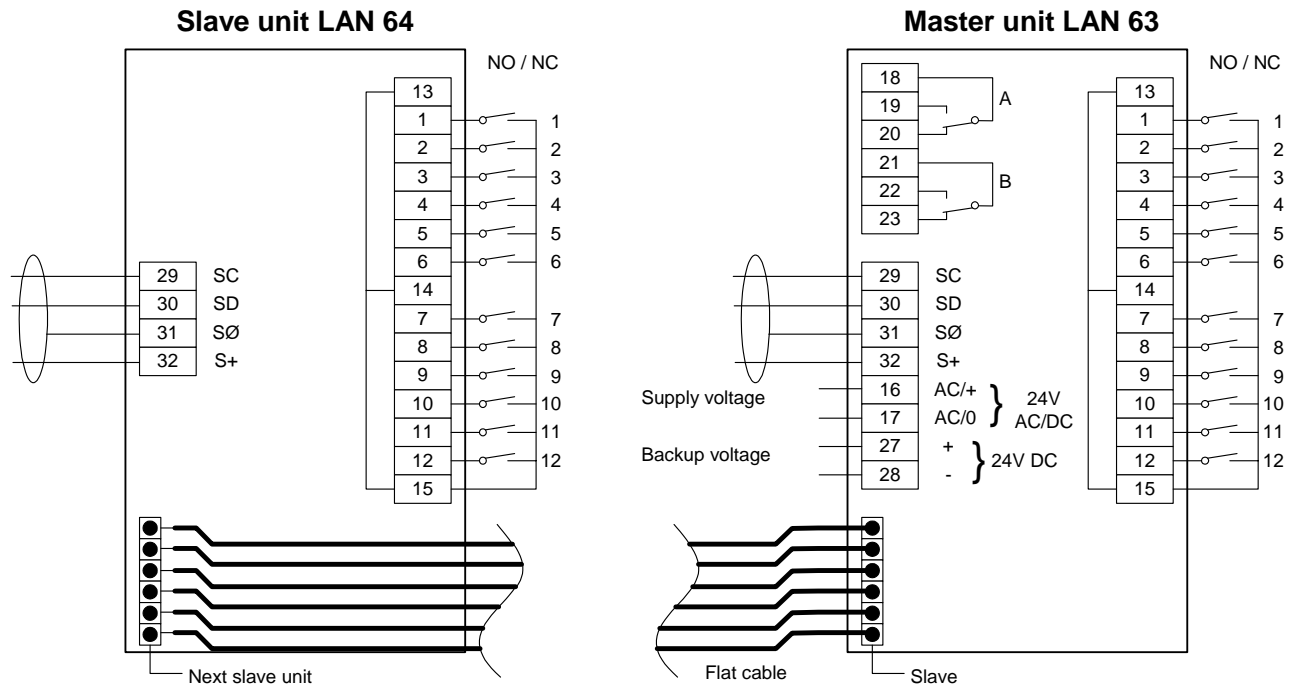 Slave unit LAN 64
NO / NC
13
1 1
2 2
3 3
4 4
5 5
6 6
14
7 7
8 8
9 9
10 10
11 11
12 12
15
29 SC
30 SD
31 SØ
32 S+
Next slave unit
Master unit LAN 63
NO / NC
18
19
20
A
21
22
23
B
29 SC
30 SD
31 SØ
32 S+
Supply voltage
16 AC/+
17 AC/0
} 24V
AC/DC
Backup voltage
27 +
28 -
} 24V DC
13
1 1
2 2
3 3
4 4
5 5
6 6
14
7 7
8 8
9 9
10 10
11 11
12 12
15
Flat cable
Slave